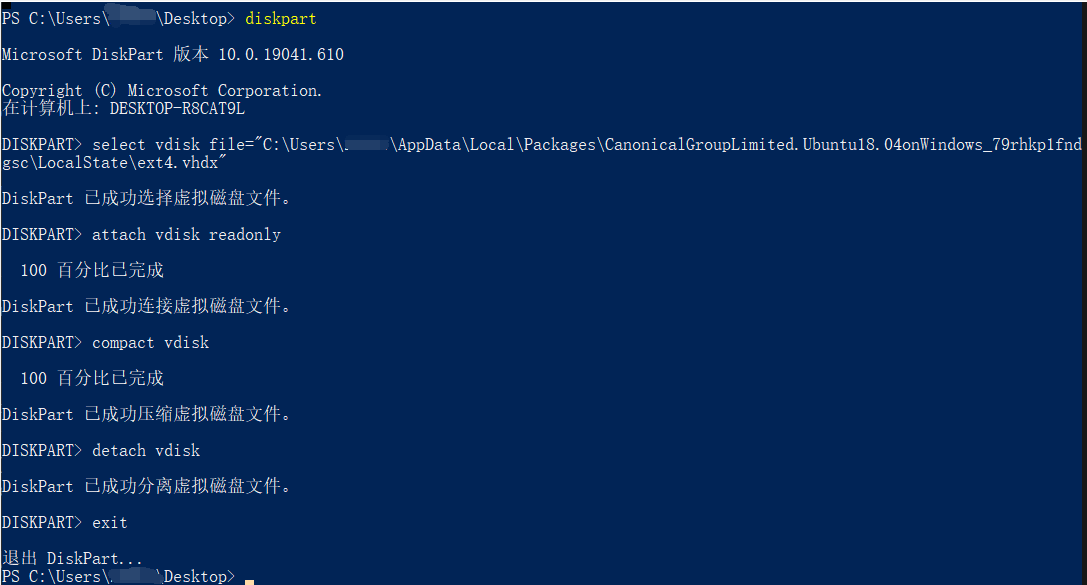 PS C:\Users\ \Desktop> diskpart
Microsoft DiskPart 版本 10.0.19041.610
Copyright (C) Microsoft Corporation.
在计算机上: DESKTOP-R8CAT9L
DISKPART> select vdisk file="C:\Users\ \AppData\Local\Packages\CanonicalGroupLimited.Ubuntu18.04onWindows_79rhkp1fnd
gsc\LocalState\ext4.vhdx"
DiskPart 已成功选择虚拟磁盘文件。
DISKPART> attach vdisk readonly
100 百分比已完成
DiskPart 已成功连接虚拟磁盘文件。
DISKPART> compact vdisk
100 百分比已完成
DiskPart 已成功压缩虚拟磁盘文件。
DISKPART> detach vdisk
DiskPart 已成功分离虚拟磁盘文件。
DISKPART> exit
退出 DiskPart...
PS C:\Users\ \Desktop>